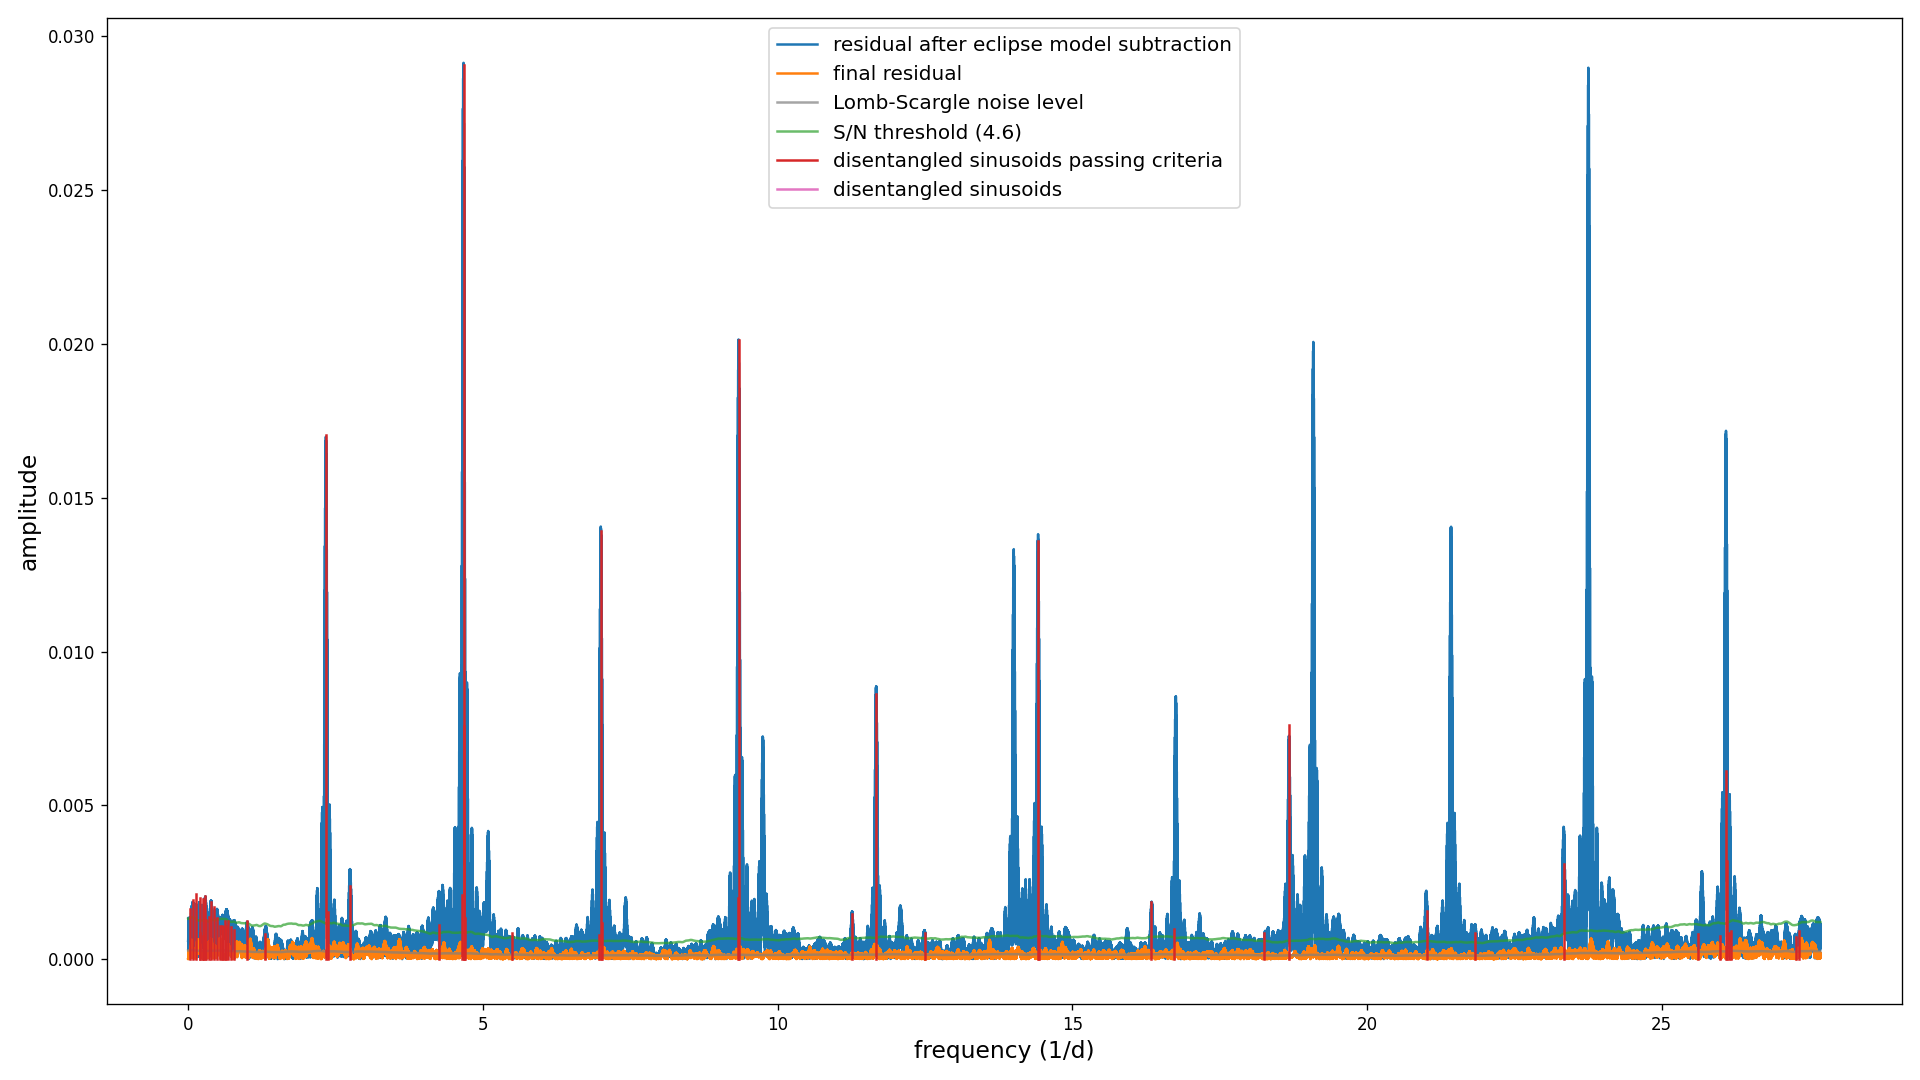 residual after eclipse model subtraction
final residual
Lomb-Scargle noise level
S/N threshold (4.6)
disentangled sinusoids passing criteria
disentangled sinusoids
0.030
0.025
0.020
0.015
0.010
0.005
0.000
amplitude
0 5 10 15 20 25
frequency (1/d)